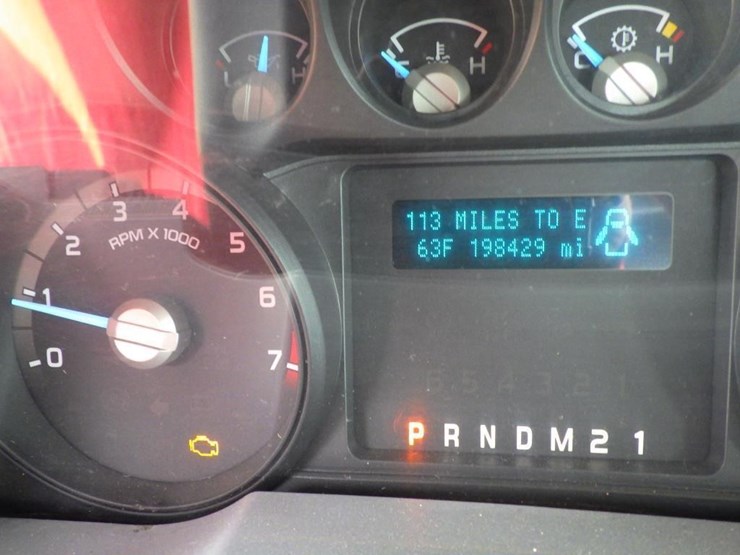 L H
H
C H
113 MILES TO E
63F 198429 mi
0 1 2 3 4 5 6 7
RPM X 1000
P R N D M 2 1